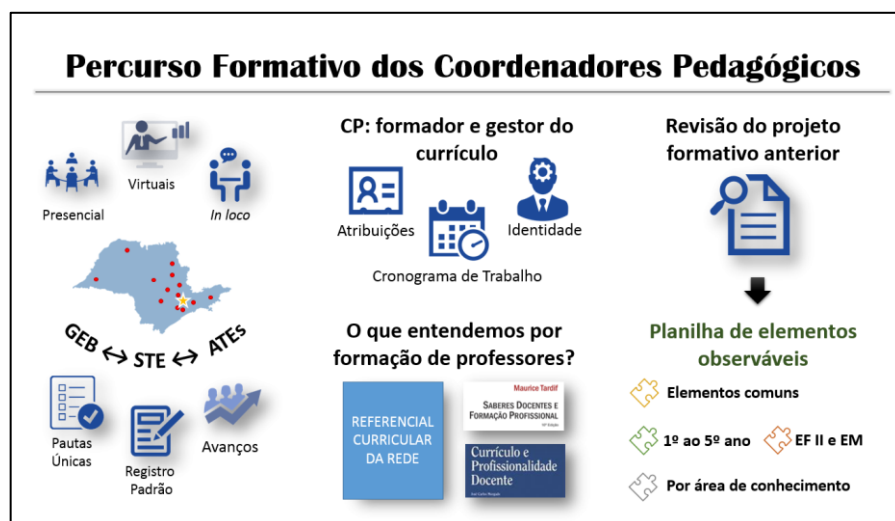 Percurso Formativo dos Coordenadores Pedagógicos
Presencial
Virtuais
In loco
GEB ↔ STE ↔ ATEs
Pautas
Únicas
Registro
Padrão
Avanços
CP: formador e gestor do
currículo
Atribuições
Identidade
Cronograma de Trabalho
O que entendemos por
formação de professores?
REFERENCIAL
CURRICULAR
DA REDE
Maurice Tardif
SABERES DOCENTES E
FORMAÇÃO PROFISSIONAL
Currículo e
Profissionalidade
Docente
Revisão do projeto
formativo anterior
Planilha de elementos
observáveis
Elementos comuns
1º ao 5º ano
EF II e EM
Por área de conhecimento